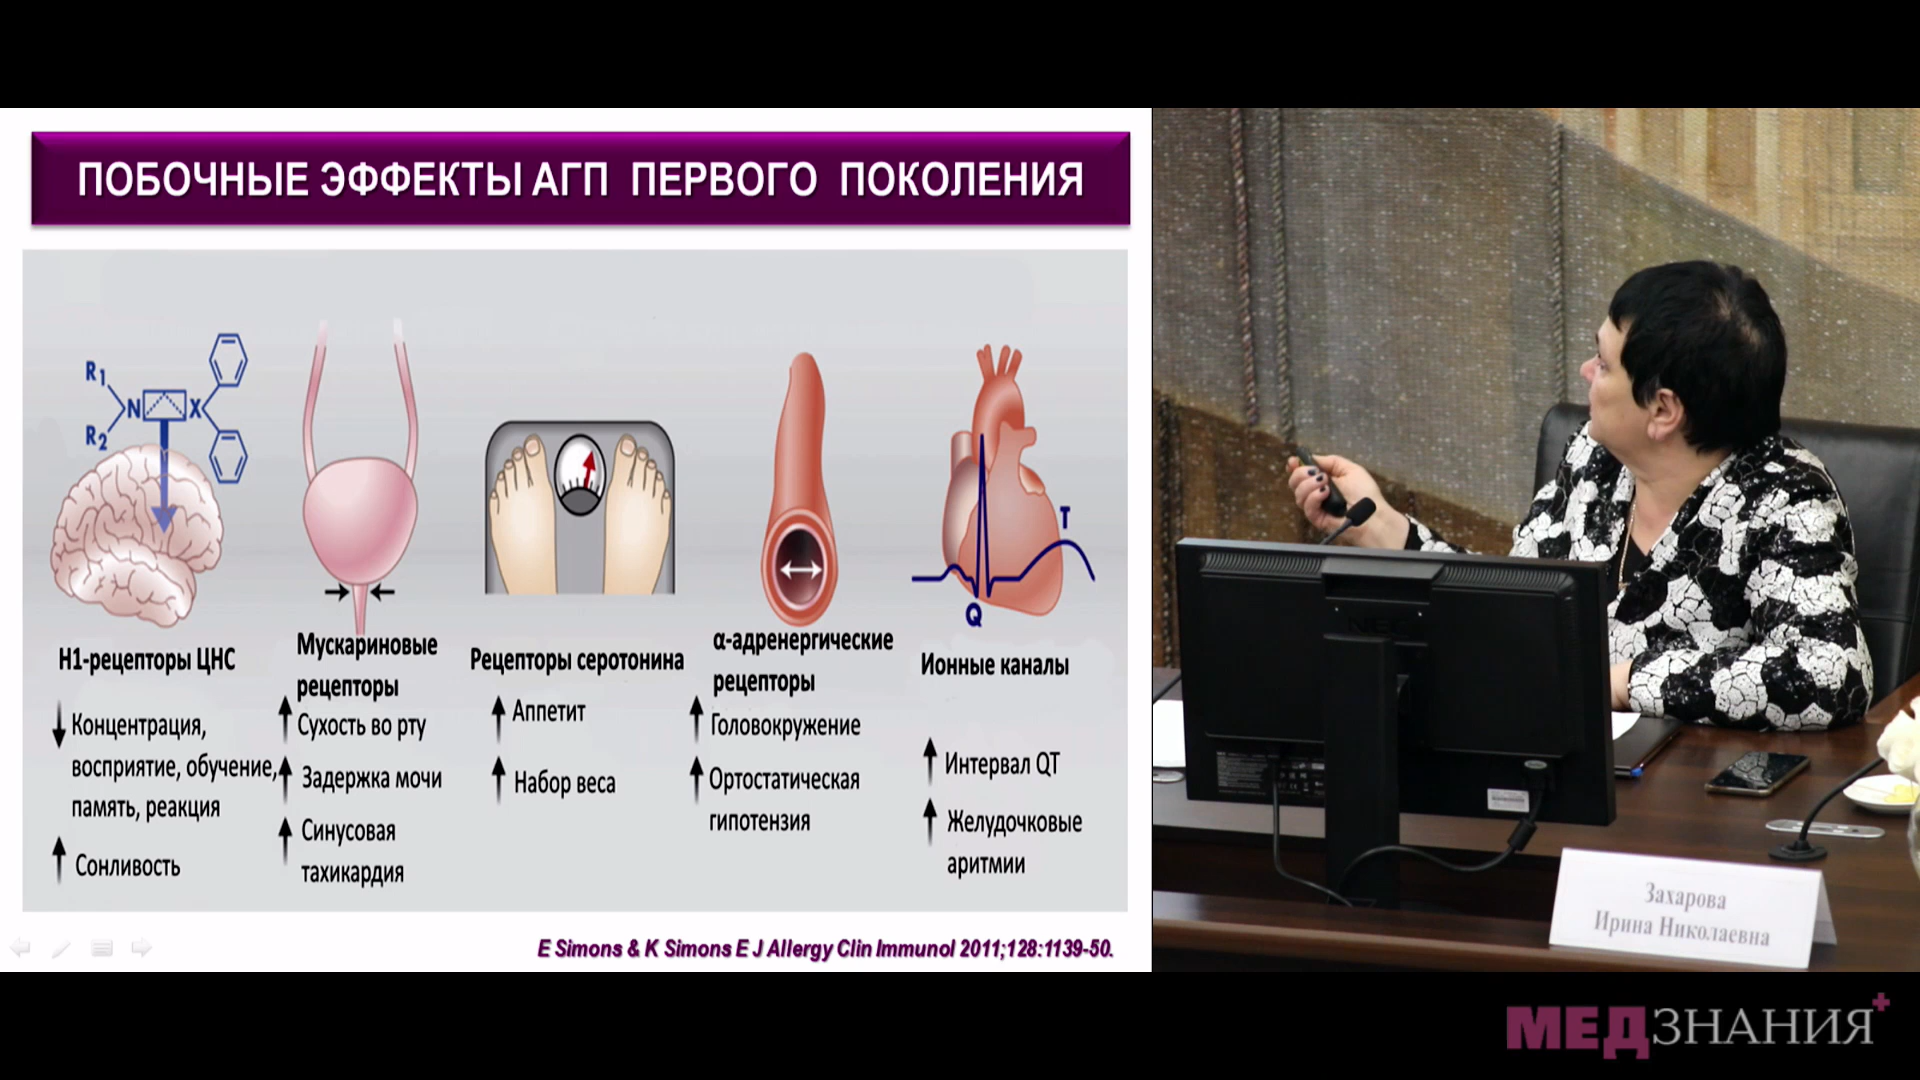 ПОБОЧНЫЕ ЭФФЕКТЫ АГП ПЕРВОГО ПОКОЛЕНИЯ
R1
N
X
R2
T
Q
H1-рецепторы ЦНС
Концентрация,
восприятие, обучение,
память, реакция
Сонливость
Мускариновые
рецепторы
Сухость во рту
Задержка мочи
Синусовая
тахикардия
Рецепторы серотонина
Аппетит
Набор веса
α-адренергические
рецепторы
Головокружение
Ортостатическая
гипотензия
Ионные каналы
Интервал QT
Желудочковые
аритмии
E Simons & K Simons E J Allergy Clin Immunol 2011;128:1139-50.
NEC
Захарова
Ирина Николаевна
МЕДЗНАНИЯ+